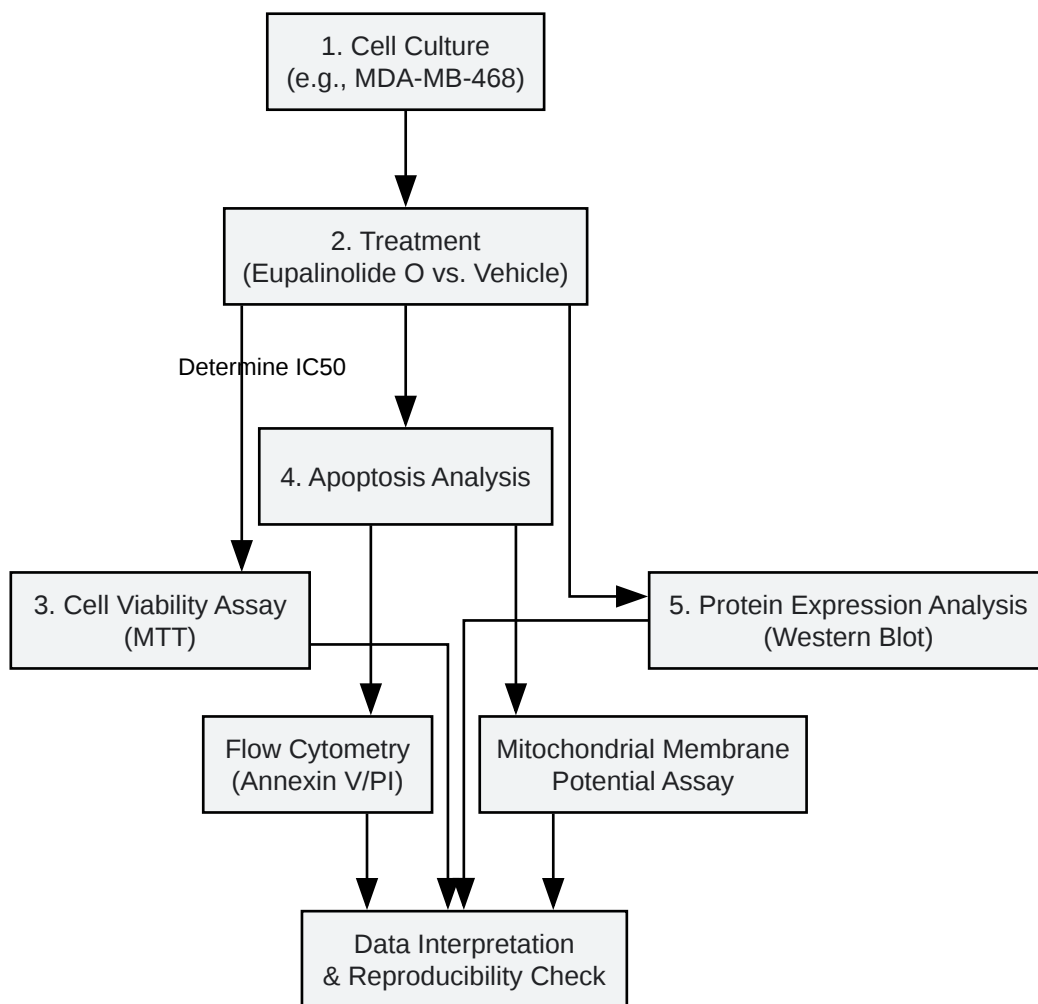 1. Cell Culture
(e.g., MDA-MB-468)
2. Treatment
(Eupalinolide O vs. Vehicle)
Determine IC50
4. Apoptosis Analysis
3. Cell Viability Assay
(MTT)
5. Protein Expression Analysis
(Western Blot)
Flow Cytometry
(Annexin V/PI)
Mitochondrial Membrane
Potential Assay
Data Interpretation
& Reproducibility Check